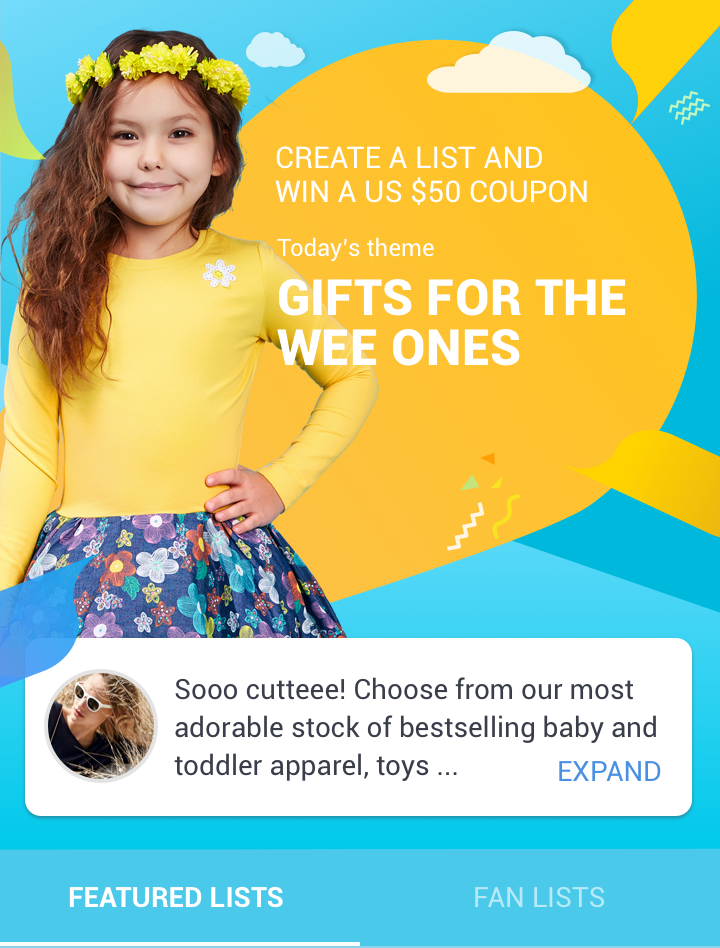 CREATE A LIST AND
WIN A US $50 COUPON
Today's theme
GIFTS FOR THE
WEE ONES
Sooo cutteee! Choose from our most
adorable stock of bestselling baby and
toddler apparel, toys ...
EXPAND
FEATURED LISTS
FAN LISTS